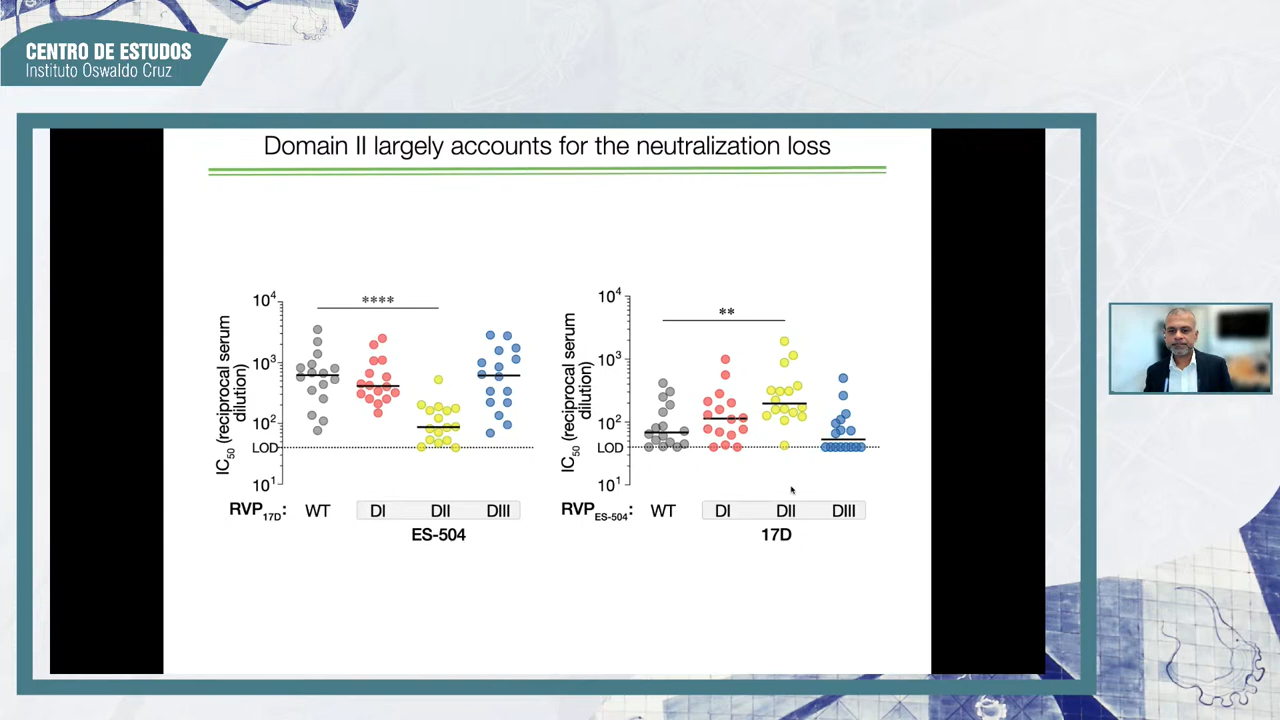 CENTRO DE ESTUDOS
Instituto Oswaldo Cruz
Domain II largely accounts for the neutralization loss
IC50 (reciprocal serum
dilution)
10^4
10^3
10^2
LOD
10^1
****
RVP17D: WT DI DII DIII
ES-504
IC50 (reciprocal serum
dilution)
10^4
10^3
10^2
LOD
10^1
**
RVPES-504: WT DI DII DIII
17D